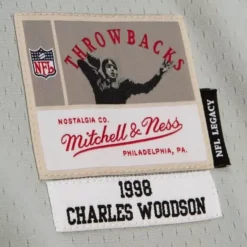 THROWBACKS
NFL
NOSTALGIA CO.
Mitchell & Ness
PHILADELPHIA, PA.
NFL LEGACY
1998
CHARLES WOODSON